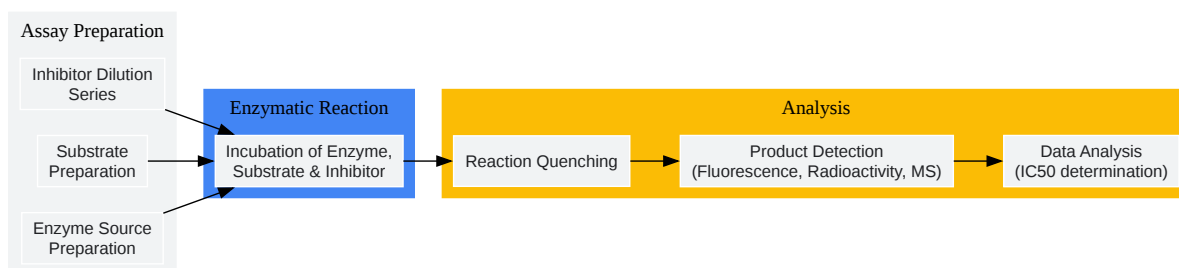 Assay Preparation
Inhibitor Dilution
Series
Substrate
Preparation
Enzyme Source
Preparation
Enzymatic Reaction
Incubation of Enzyme,
Substrate & Inhibitor
Analysis
Reaction Quenching
Product Detection
(Fluorescence, Radioactivity, MS)
Data Analysis
(IC50 determination)